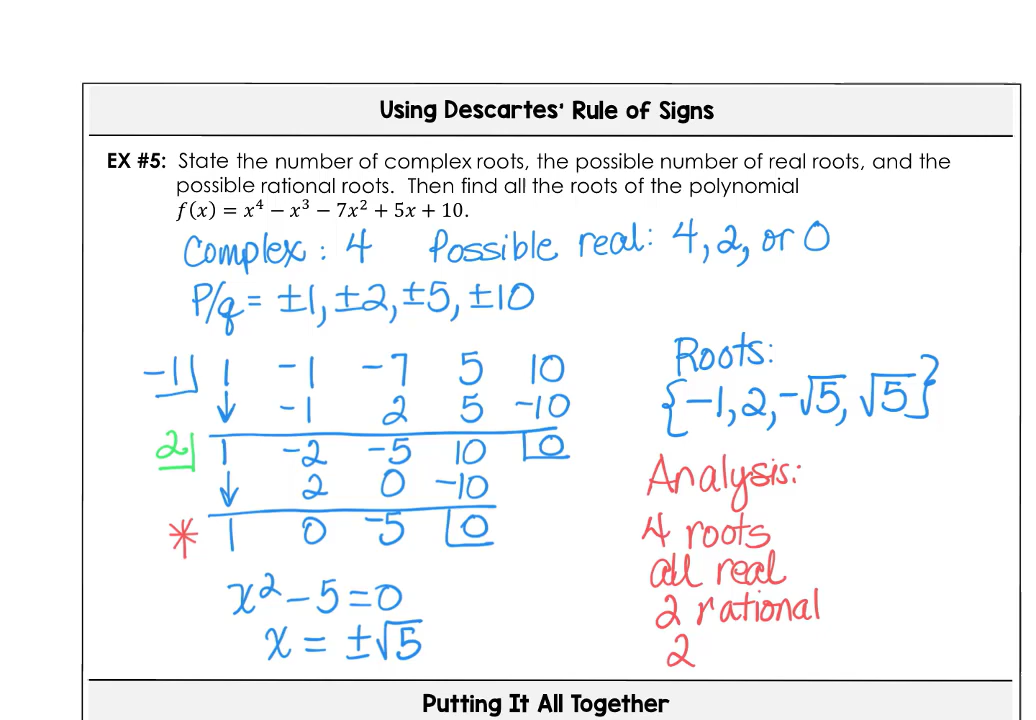 Using Descartes' Rule of Signs
EX #5: State the number of complex roots, the possible number of real roots, and the
possible rational roots. Then find all the roots of the polynomial
f(x) = x⁴ − x³ − 7x² + 5x + 10.
Complex: 4 Possible real: 4, 2, or 0
P/q = ±1, ±2, ±5, ±10
-1| 1 -1 -7 5 10
↓ -1 2 5 -10
2| 1 -2 -5 10 |0
↓ 2 0 -10
* 1 0 -5 |0
x² - 5 = 0
x = ±√5
Roots:
{-1, 2, -√5, √5}
Analysis:
4 roots
all real
2 rational
2
Putting It All Together